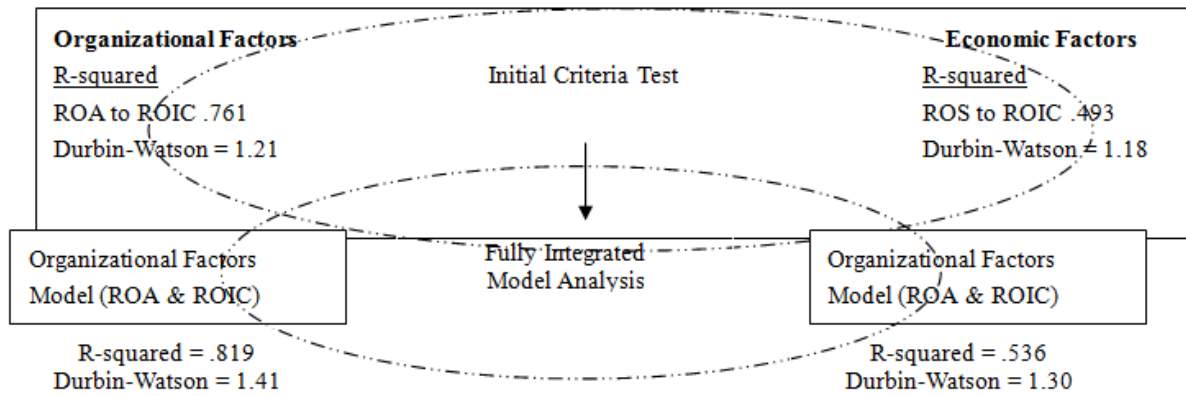 Organizational Factors
R-squared
ROA to ROIC .761
Durbin-Watson = 1.21
Initial Criteria Test
Economic Factors
R-squared
ROS to ROIC .493
Durbin-Watson = 1.18
Organizational Factors
Model (ROA & ROIC)
R-squared = .819
Durbin-Watson = 1.41
Fully Integrated
Model Analysis
Organizational Factors
Model (ROA & ROIC)
R-squared = .536
Durbin-Watson = 1.30